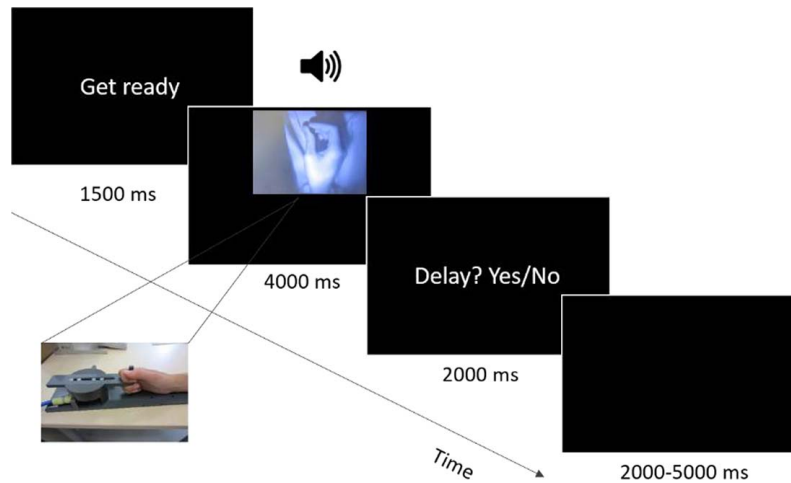 Get ready
1500 ms
4000 ms
Delay? Yes/No
2000 ms
Time
2000-5000 ms